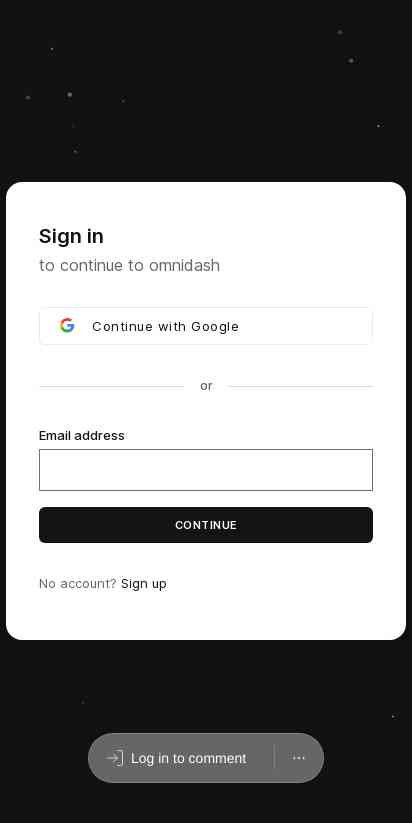 Sign in
to continue to omnidash
Continue with Google
or
Email address
CONTINUE
No account? Sign up
Log in to comment